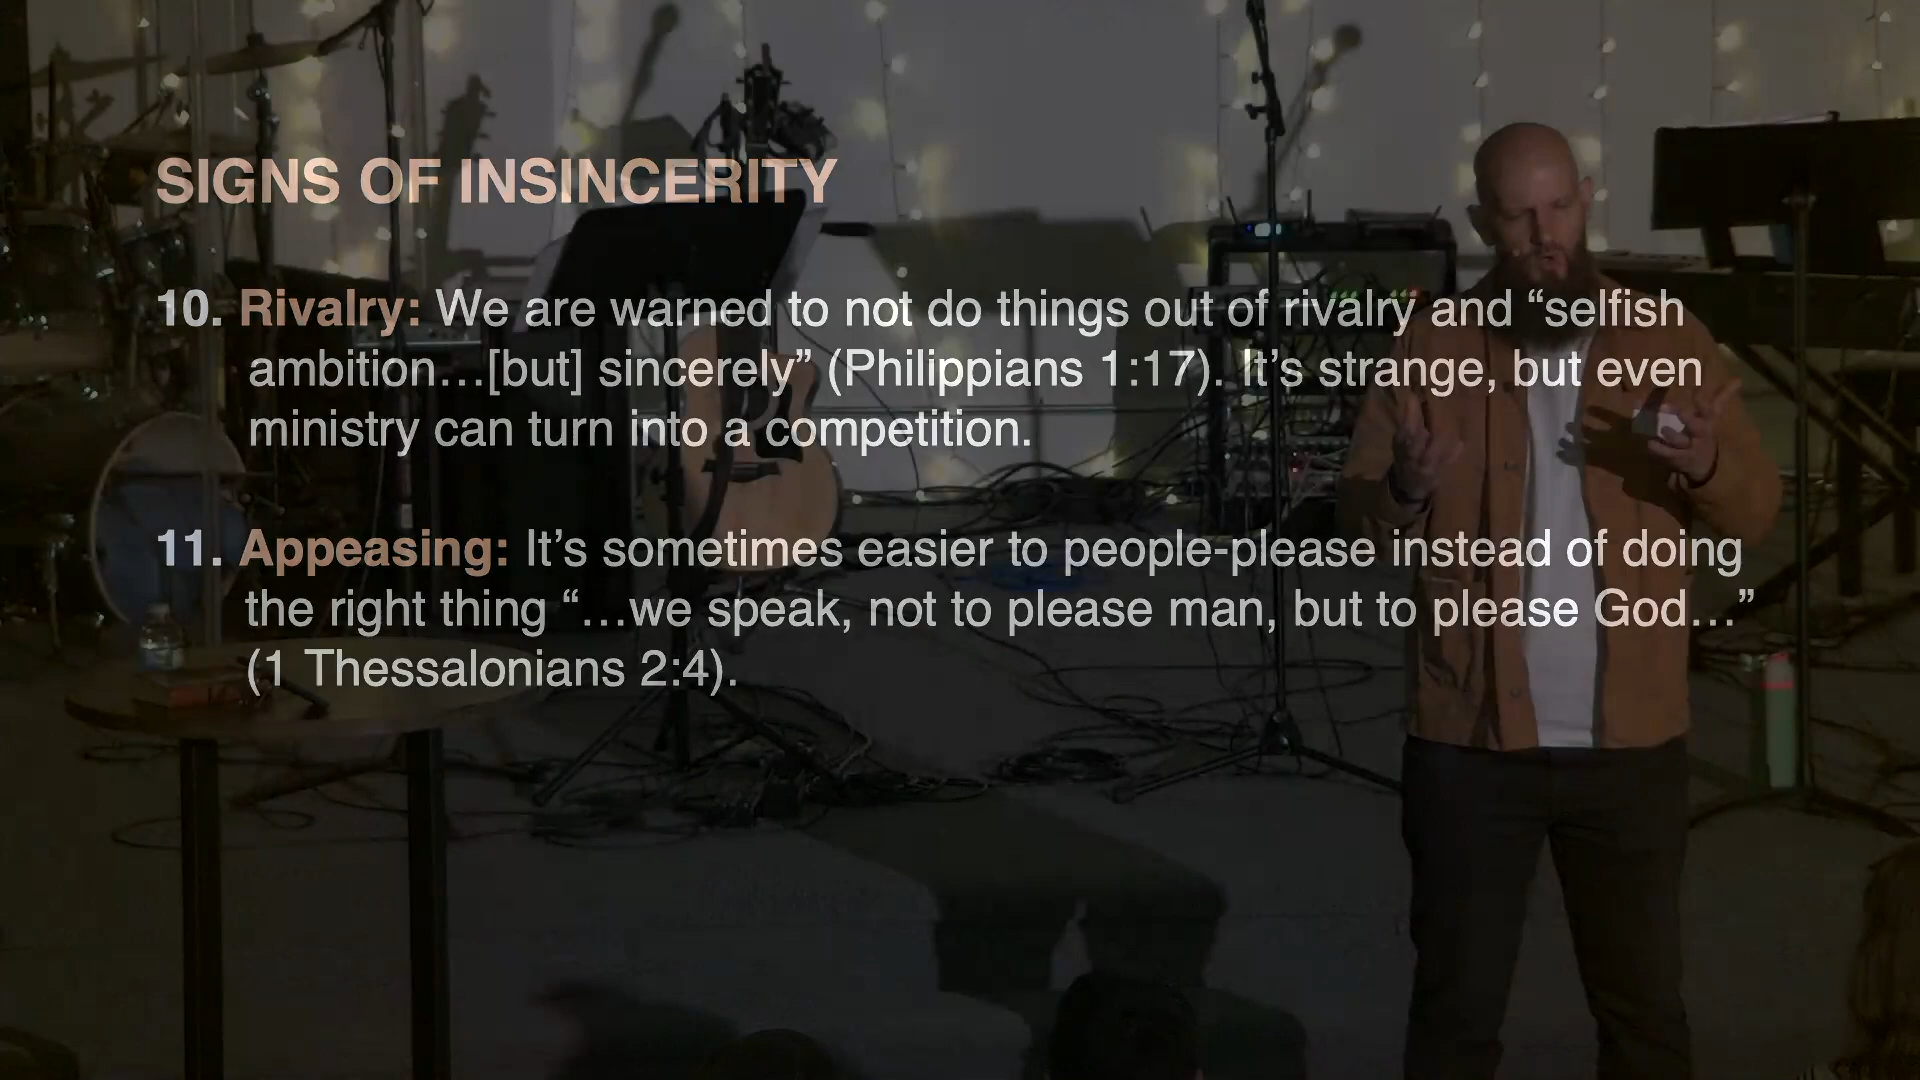 SIGNS OF INSINCERITY
10. Rivalry: We are warned to not do things out of rivalry and “selfish
ambition…[but] sincerely” (Philippians 1:17). It’s strange, but even
ministry can turn into a competition.
11. Appeasing: It’s sometimes easier to people-please instead of doing
the right thing “…we speak, not to please man, but to please God…”
(1 Thessalonians 2:4).